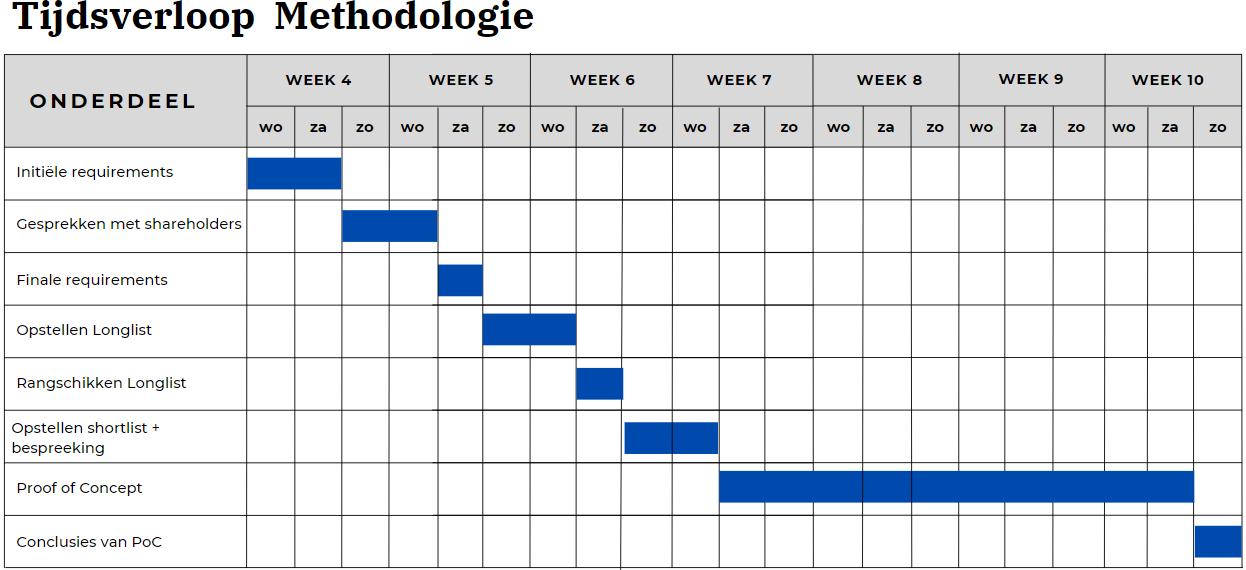 Tijdsverloop Methodologie
ONDERDEEL
WEEK 4 WEEK 5 WEEK 6 WEEK 7 WEEK 8 WEEK 9 WEEK 10
wo za zo wo za zo wo za zo wo za zo wo za zo wo za zo wo za zo
Initiële requirements
Gesprekken met shareholders
Finale requirements
Opstellen Longlist
Rangschikken Longlist
Opstellen shortlist +
bespreeking
Proof of Concept
Conclusies van PoC